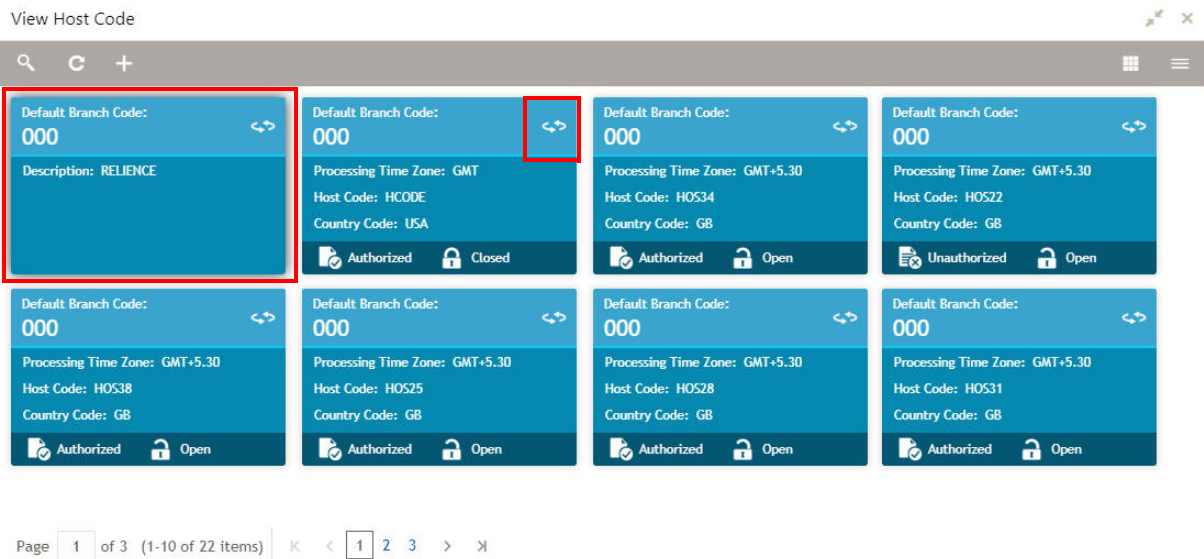 View Host Code
Default Branch Code:
000
Description: RELIENCE
Default Branch Code:
000
Processing Time Zone: GMT
Host Code: HCODE
Country Code: USA
Authorized Closed
Default Branch Code:
000
Processing Time Zone: GMT+5.30
Host Code: HOS34
Country Code: GB
Authorized Open
Default Branch Code:
000
Processing Time Zone: GMT+5.30
Host Code: HOS22
Country Code: GB
Unauthorized Open
Default Branch Code:
000
Processing Time Zone: GMT+5.30
Host Code: HOS38
Country Code: GB
Authorized Open
Default Branch Code:
000
Processing Time Zone: GMT+5.30
Host Code: HOS25
Country Code: GB
Authorized Open
Default Branch Code:
000
Processing Time Zone: GMT+5.30
Host Code: HOS28
Country Code: GB
Authorized Open
Default Branch Code:
000
Processing Time Zone: GMT+5.30
Host Code: HOS31
Country Code: GB
Authorized Open
Page 1 of 3 (1-10 of 22 items) 1 2 3